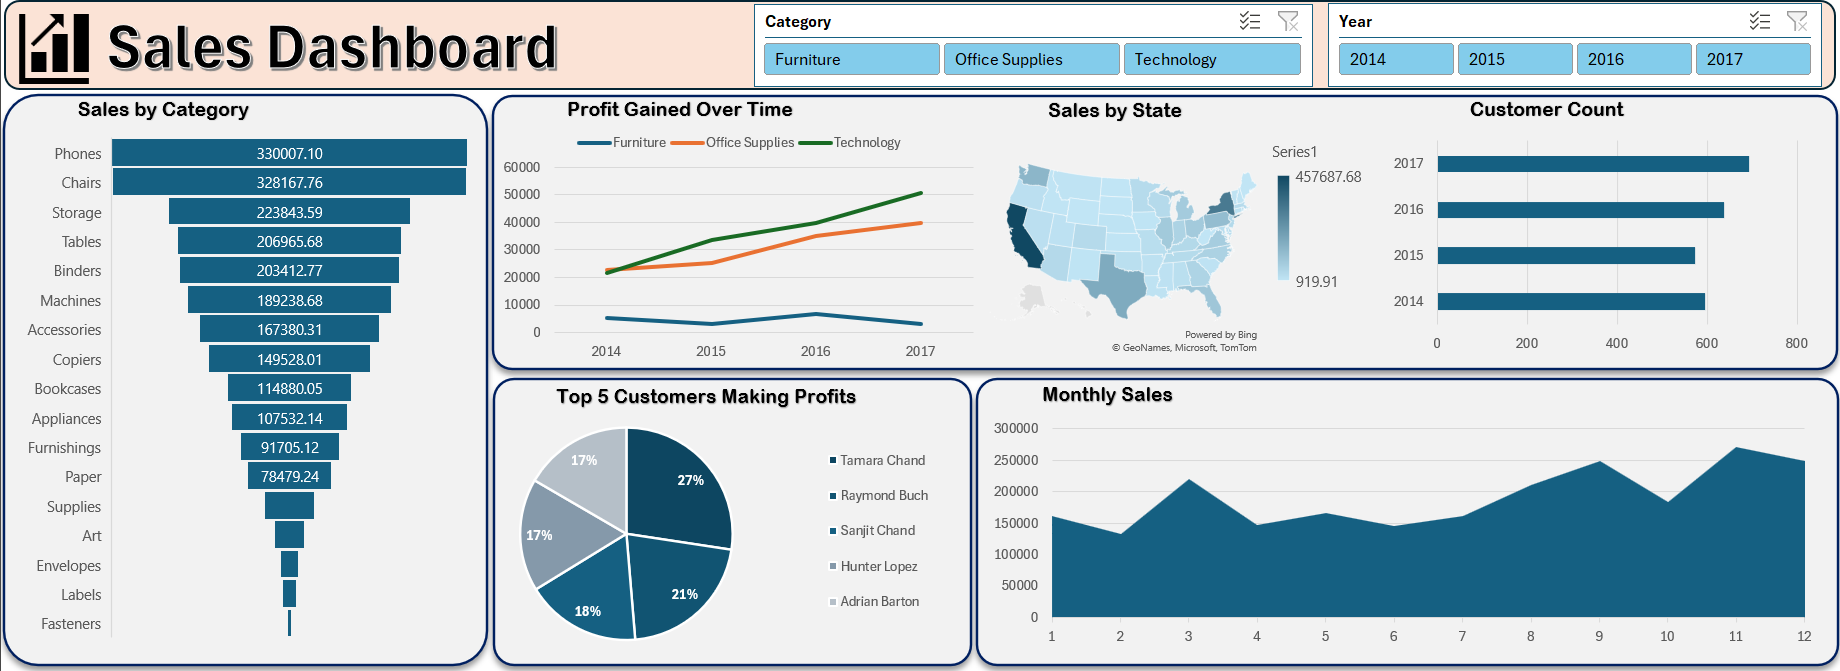 Sales Dashboard
Category
Furniture
Office Supplies
Technology
Year
2014
2015
2016
2017
Sales by Category
Phones 330007.10
Chairs 328167.76
Storage 223843.59
Tables 206965.68
Binders 203412.77
Machines 189238.68
Accessories 167380.31
Copiers 149528.01
Bookcases 114880.05
Appliances 107532.14
Furnishings 91705.12
Paper 78479.24
Supplies
Art
Envelopes
Labels
Fasteners
Profit Gained Over Time
Furniture Office Supplies Technology
60000
50000
40000
30000
20000
10000
0
2014 2015 2016 2017
Sales by State
Series1
457687.68
919.91
Powered by Bing
© GeoNames, Microsoft, TomTom
Customer Count
2017
2016
2015
2014
0 200 400 600 800
Top 5 Customers Making Profits
27%
21%
18%
17%
17%
Tamara Chand
Raymond Buch
Sanjit Chand
Hunter Lopez
Adrian Barton
Monthly Sales
300000
250000
200000
150000
100000
50000
0
1 2 3 4 5 6 7 8 9 10 11 12